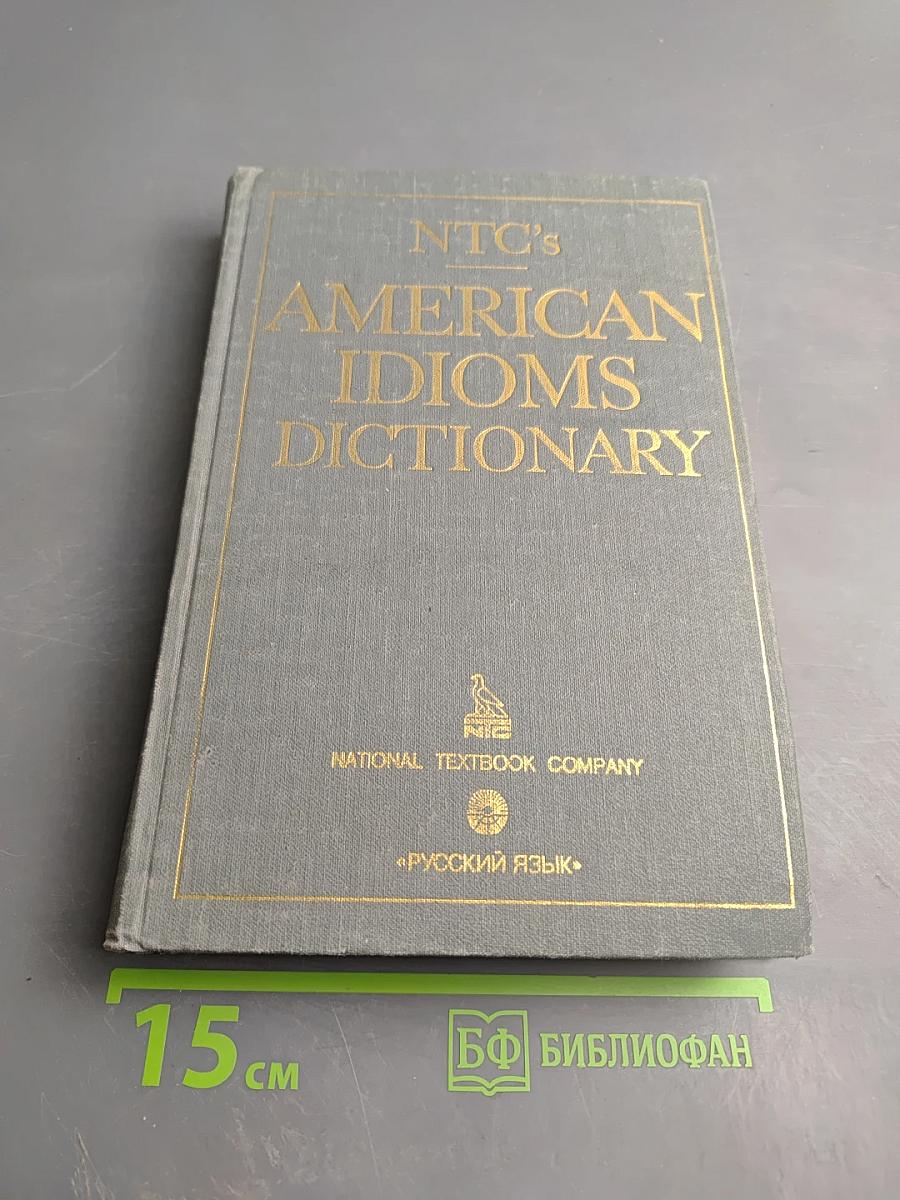 NTC's
AMERICAN
IDIOMS
DICTIONARY
NTC
NATIONAL TEXTBOOK COMPANY
«РУССКИЙ ЯЗЫК»
15 см
БФ БИБЛИОФАН